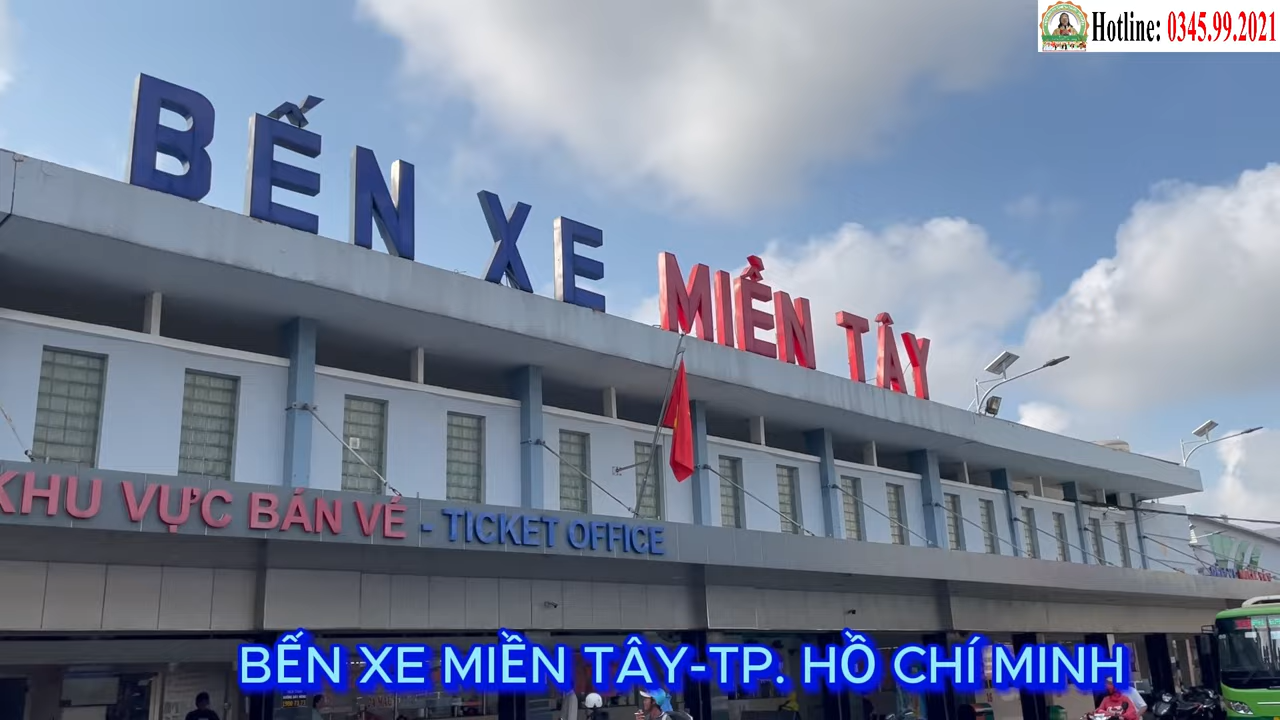 Hotline: 0345.99.2021
BẾN XE MIỀN TÂY
KHU VỰC BÁN VÉ - TICKET OFFICE
BẾN XE MIỀN TÂY-TP. HỒ CHÍ MINH